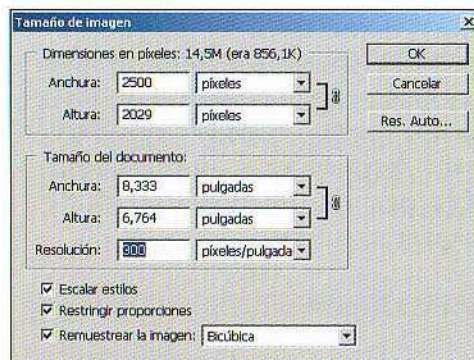 Tamaño de imagen
Dimensiones en píxeles: 14,5M (era 856,1K)
Anchura: 2500 píxeles
Altura: 2029 píxeles
OK
Cancelar
Res. Auto...
Tamaño del documento:
Anchura: 8,333 pulgadas
Altura: 6,764 pulgadas
Resolución: 300 píxeles/pulgada
Escalar estilos
Restringir proporciones
Remuestrear la imagen: Bicúbica